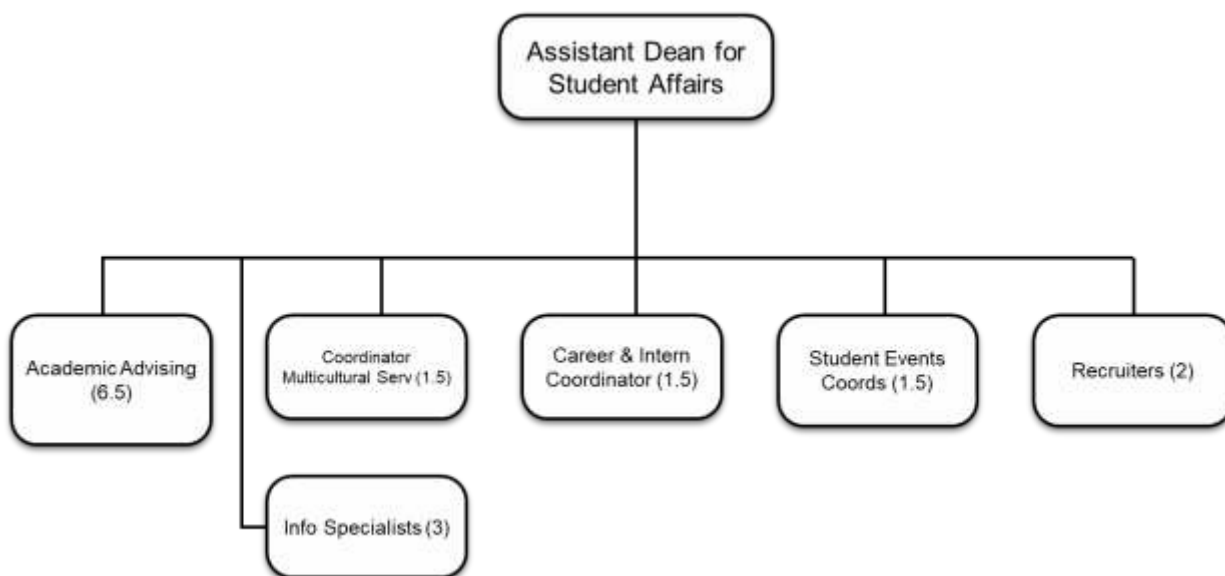 Assistant Dean for
Student Affairs
Academic Advising
(6.5)
Coordinator
Multicultural Serv (1.5)
Career & Intern
Coordinator (1.5)
Student Events
Coords (1.5)
Recruiters (2)
Info Specialists (3)